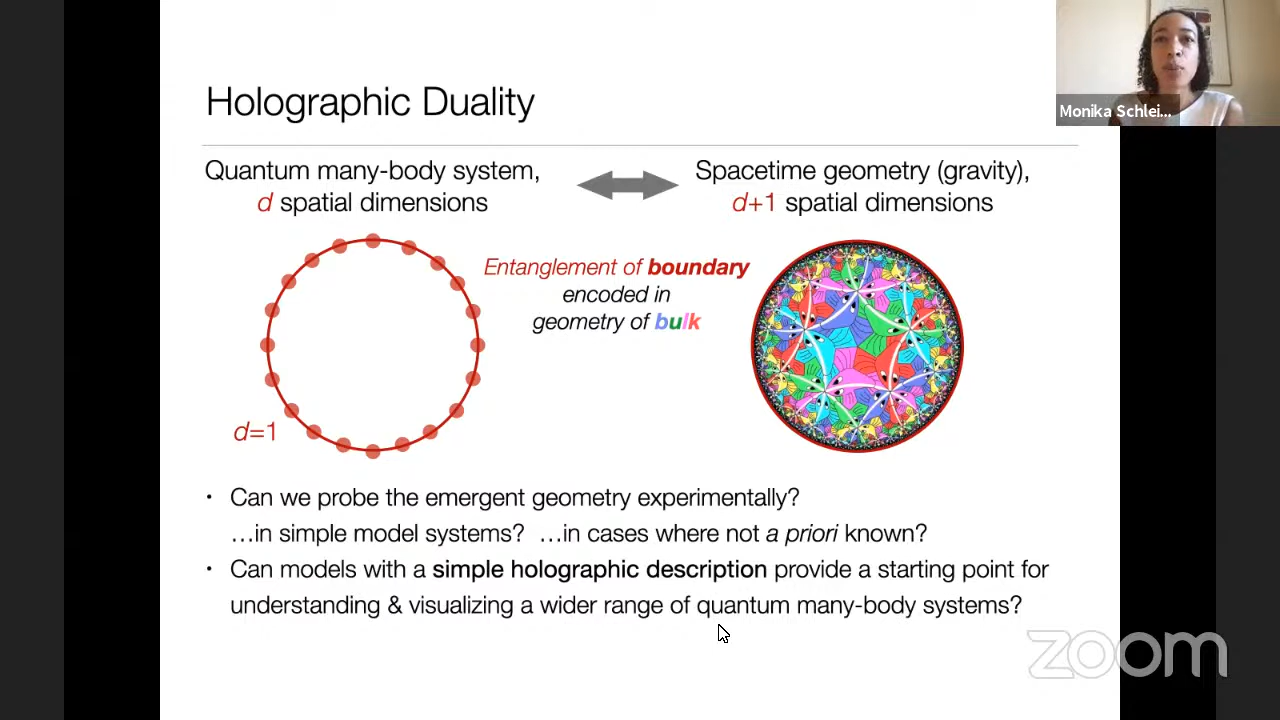 Monika Schlei...
Holographic Duality
Quantum many-body system,
d spatial dimensions
Spacetime geometry (gravity),
d+1 spatial dimensions
Entanglement of boundary
encoded in
geometry of bulk
d=1
• Can we probe the emergent geometry experimentally?
…in simple model systems? …in cases where not a priori known?
• Can models with a simple holographic description provide a starting point for
understanding & visualizing a wider range of quantum many-body systems?
zoom